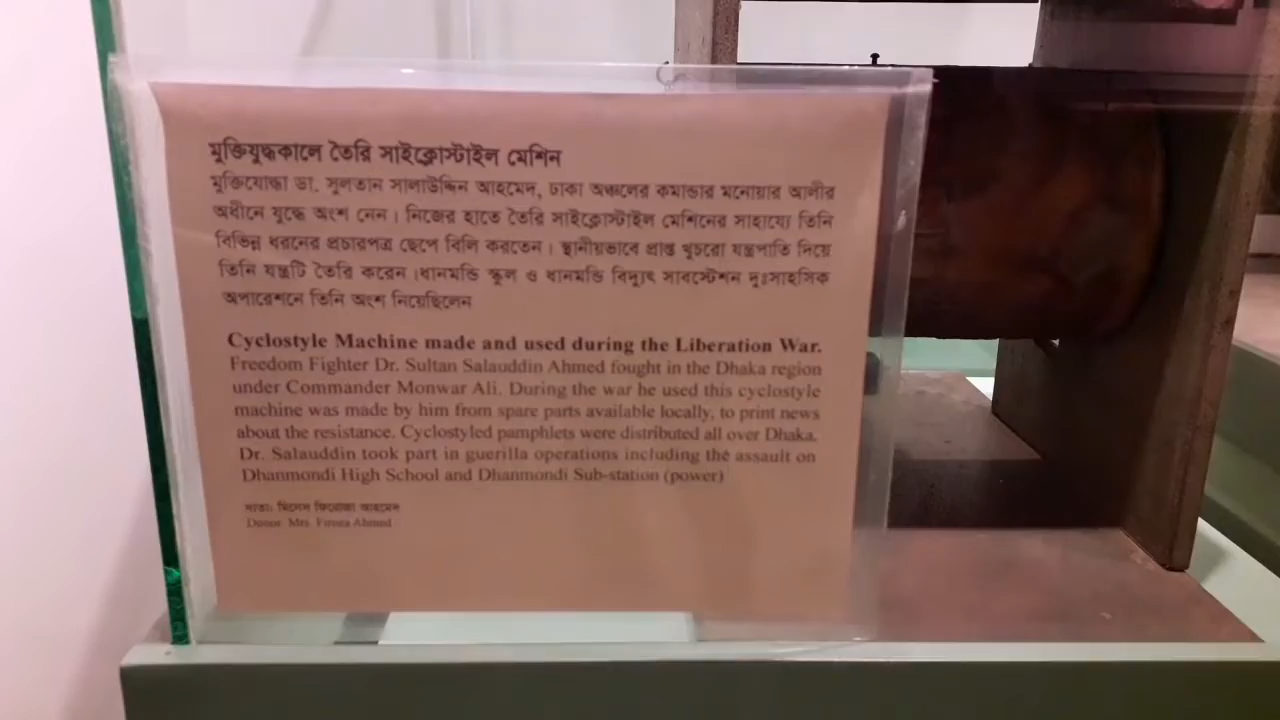 মুক্তিযুদ্ধকালে তৈরি সাইক্লোস্টাইল মেশিন
মুক্তিযোদ্ধা ডা. সুলতান সালাউদ্দিন আহমেদ, ঢাকা অঞ্চলের কমান্ডার মনোয়ার আলীর
অধীনে যুদ্ধে অংশ নেন। নিজের হাতে তৈরি সাইক্লোস্টাইল মেশিনের সাহায্যে তিনি
বিভিন্ন ধরনের প্রচারপত্র ছেপে বিলি করতেন। স্থানীয়ভাবে প্রাপ্ত খুচরো যন্ত্রপাতি দিয়ে
তিনি যন্ত্রটি তৈরি করেন।ধানমন্ডি স্কুল ও ধানমন্ডি বিদ্যুৎ সাবস্টেশন দুঃসাহসিক
অপারেশনে তিনি অংশ নিয়েছিলেন
Cyclostyle Machine made and used during the Liberation War.
Freedom Fighter Dr. Sultan Salauddin Ahmed fought in the Dhaka region
under Commander Monwar Ali. During the war he used this cyclostyle
machine was made by him from spare parts available locally, to print news
about the resistance. Cyclostyled pamphlets were distributed all over Dhaka.
Dr. Salauddin took part in guerilla operations including the assault on
Dhanmondi High School and Dhanmondi Sub-station (power)
দাতা: মিসেস ফিরোজা আহমেদ
Donor: Mrs. Firoza Ahmed